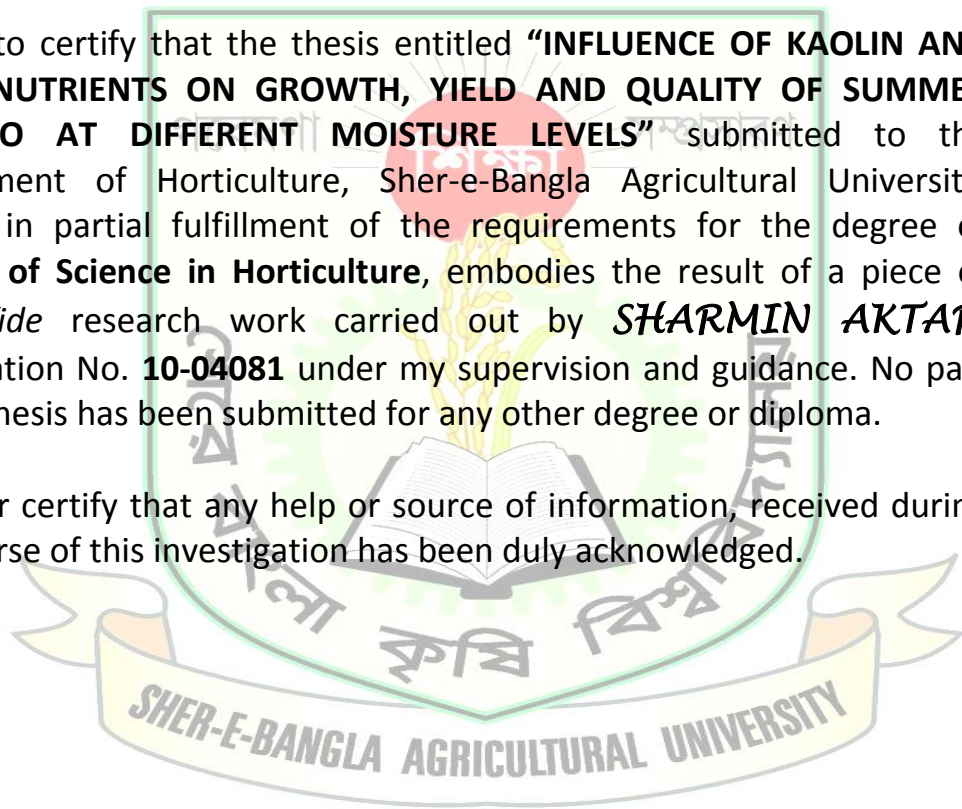 to certify that the thesis entitled “INFLUENCE OF KAOLIN AN
NUTRIENTS ON GROWTH, YIELD AND QUALITY OF SUMME
O AT DIFFERENT MOISTURE LEVELS” submitted to th
ment of Horticulture, Sher-e-Bangla Agricultural Universit
in partial fulfillment of the requirements for the degree o
of Science in Horticulture, embodies the result of a piece o
ide research work carried out by SHARMIN AKTAR
ation No. 10-04081 under my supervision and guidance. No pa
hesis has been submitted for any other degree or diploma.
r certify that any help or source of information, received durin
rse of this investigation has been duly acknowledged.
শিক্ষা
শেরে বাংলা কৃষি বিশ্ববিদ্যালয়
SHER-E-BANGLA AGRICULTURAL UNIVERSITY